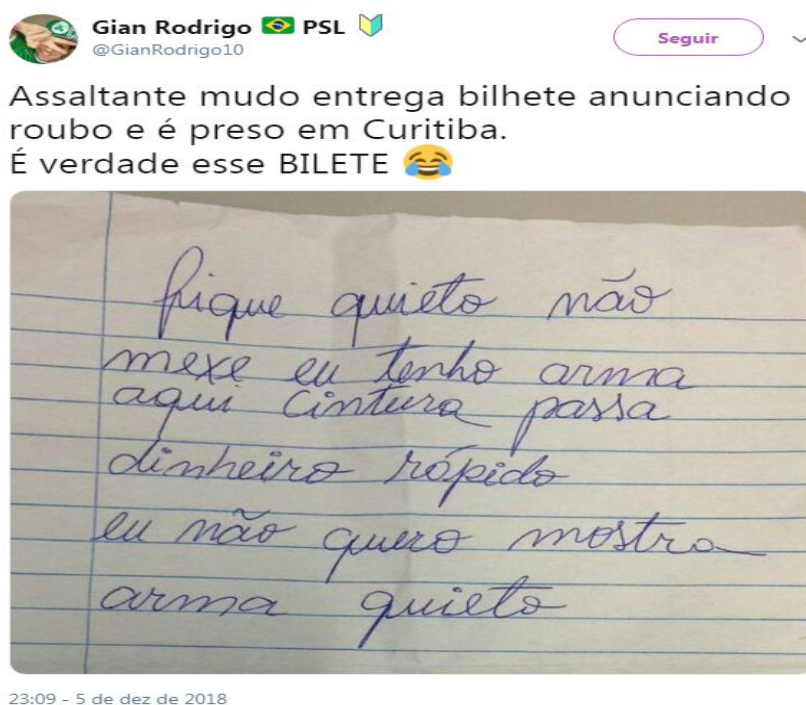 Gian Rodrigo 🇧🇷 PSL 🔰
@GianRodrigo10
Seguir
Assaltante mudo entrega bilhete anunciando
roubo e é preso em Curitiba.
É verdade esse BILETE 😂
fique quieto não
mexe eu tenho arma
aqui cintura passa
dinheiro rápido
eu não quero mostra
arma quieto
23:09 - 5 de dez de 2018